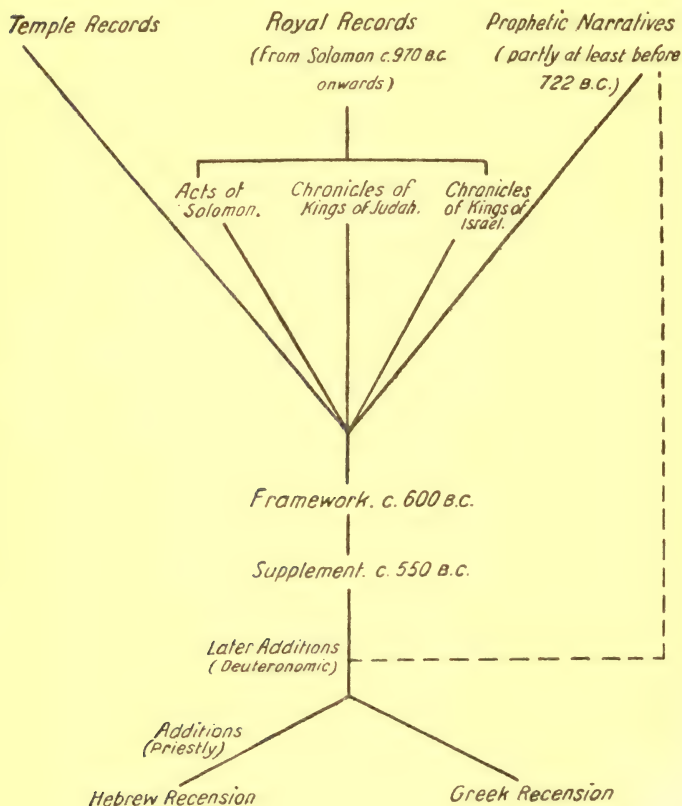 Temple Records
Royal Records
(From Solomon c.970 B.C.
onwards)
Prophetic Narratives
(partly at least before
722 B.C.)
Acts of
Solomon.
Chronicles of
Kings of Judah.
Chronicles
of Kings of
Israel.
Framework. c. 600 B.C.
Supplement. c. 550 B.C.
Later Additions
(Deuteronomic)
Additions
(Priestly)
Hebrew Recension
Greek Recension